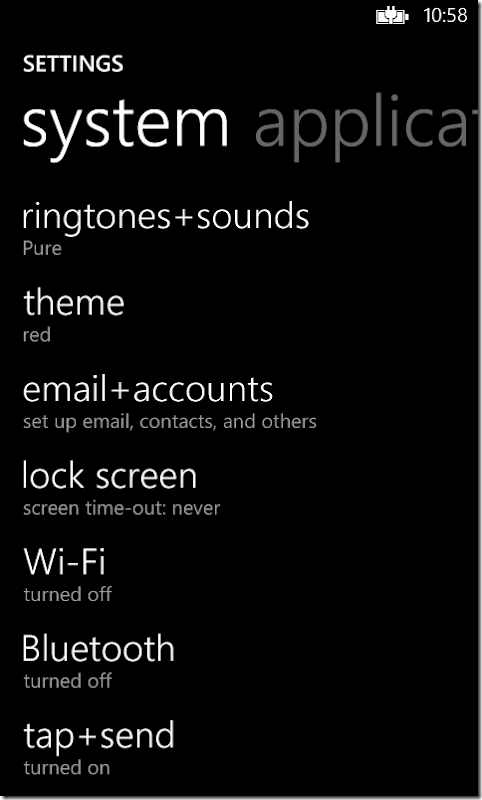 10:58
SETTINGS
system applicat
ringtones+sounds
Pure
theme
red
email+accounts
set up email, contacts, and others
lock screen
screen time-out: never
Wi-Fi
turned off
Bluetooth
turned off
tap+send
turned on